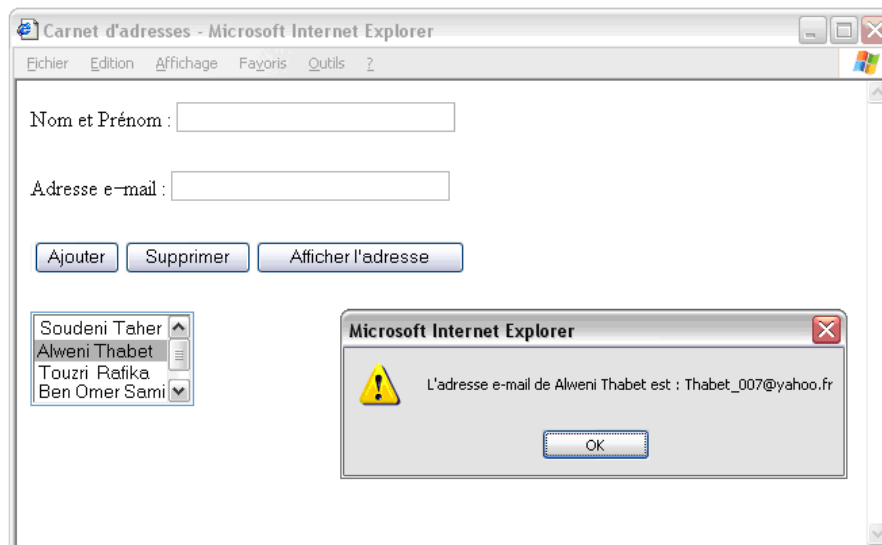 Carnet d'adresses - Microsoft Internet Explorer
Fichier Edition Affichage Favoris Outils ?
Nom et Prénom :
Adresse e-mail :
Ajouter Supprimer Afficher l'adresse
Soudeni Taher
Alweni Thabet
Touzri Rafika
Ben Omer Sami
Microsoft Internet Explorer
L'adresse e-mail de Alweni Thabet est : Thabet_007@yahoo.fr
OK